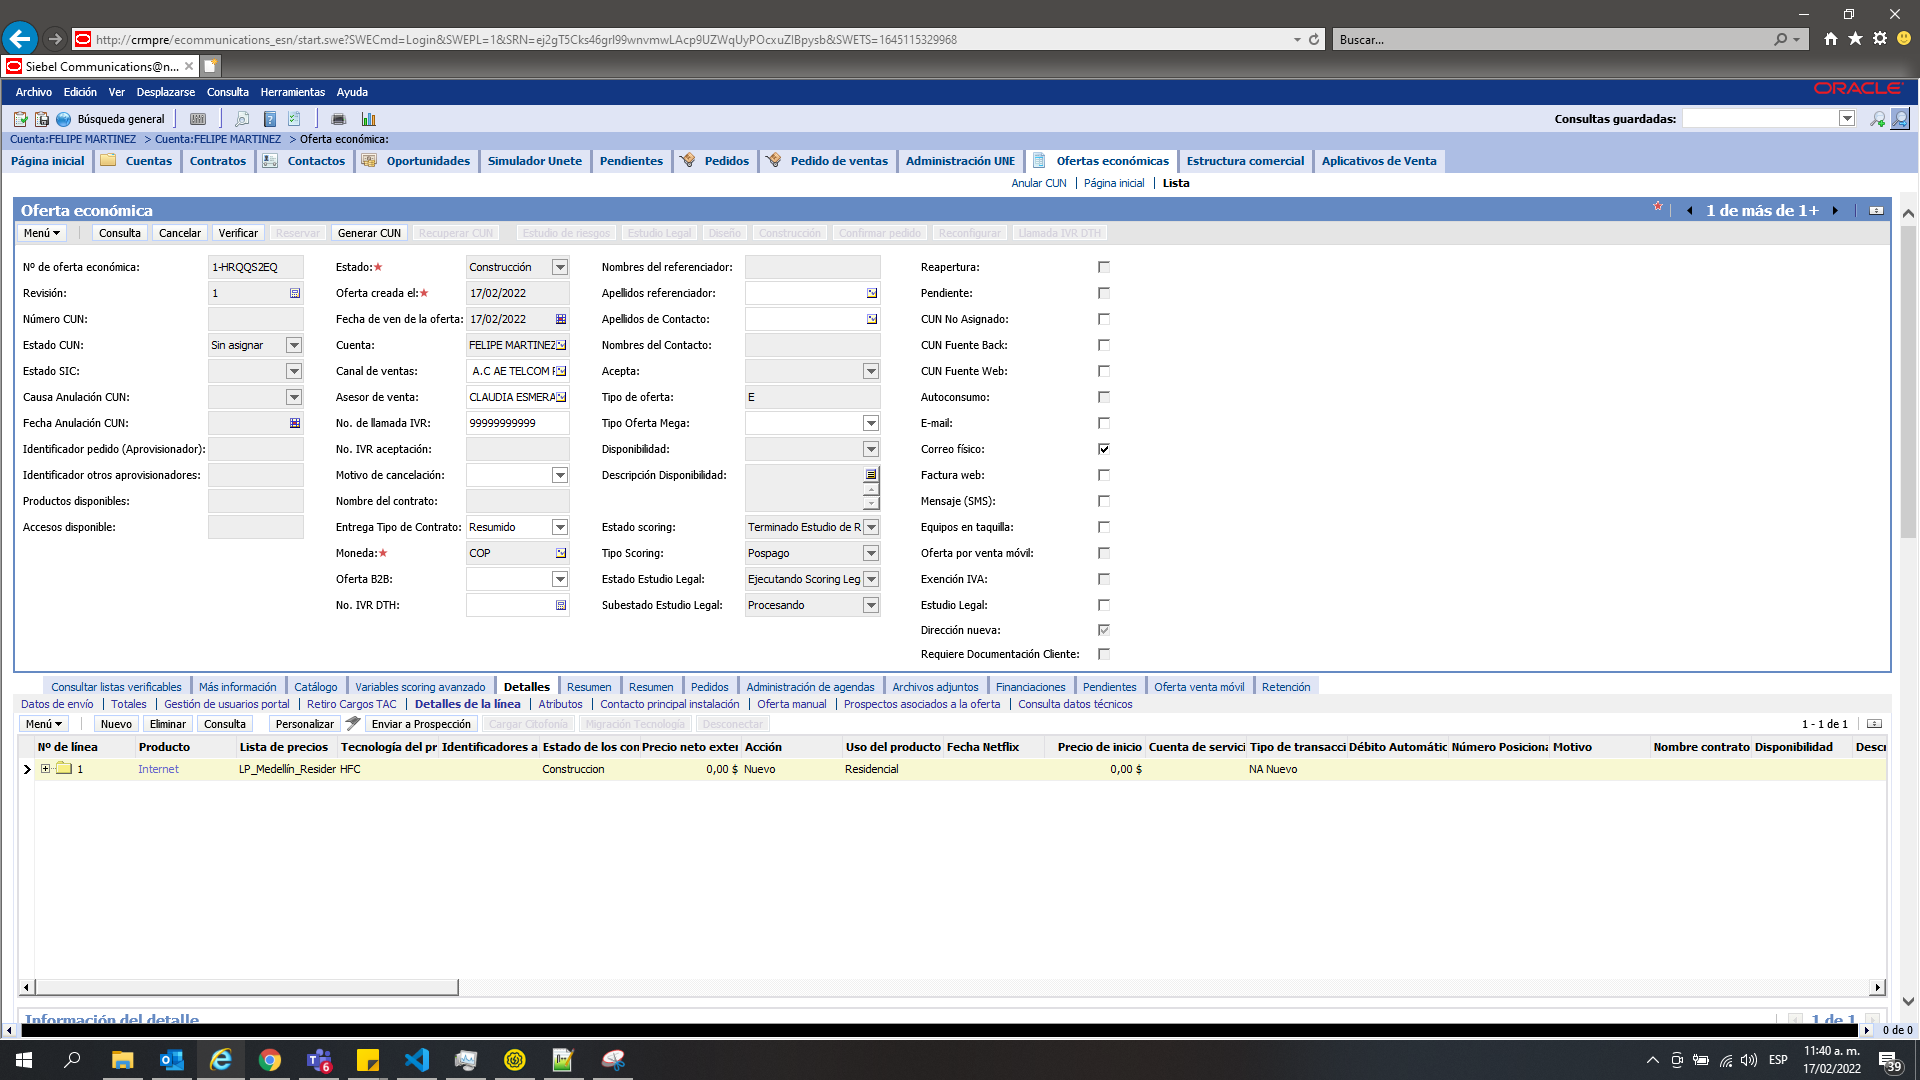 http://crmpre/ecommunications_esn/start.swe?SWECmd=Login&SWEPL=1&SRN=ej2gT5Cks46grI99wnvmwLAcp9UZWqUyPOcxuZIBpysb&SWETS=1645115329968
Buscar...
Siebel Communications@n...
Archivo Edición Ver Desplazarse Consulta Herramientas Ayuda
ORACLE
Búsqueda general
Consultas guardadas:
Cuenta:FELIPE MARTINEZ > Cuenta:FELIPE MARTINEZ > Oferta económica:
Página inicial Cuentas Contratos Contactos Oportunidades Simulador Unete Pendientes Pedidos Pedido de ventas Administración UNE Ofertas económicas Estructura comercial Aplicativos de Venta
Anular CUN Página inicial Lista
Oferta económica
1 de más de 1+
Menú Consulta Cancelar Verificar Reservar Generar CUN Recuperar CUN Estudio de riesgos Estudio Legal Diseño Construcción Confirmar pedido Reconfigurar Llamada IVR DTH
Nº de oferta económica: 1-HRQQS2EQ Estado:★ Construcción Nombres del referenciador: Reapertura:
Revisión: 1 Oferta creada el:★ 17/02/2022 Apellidos referenciador: Pendiente:
Número CUN: Fecha de ven de la oferta: 17/02/2022 Apellidos de Contacto: CUN No Asignado:
Estado CUN: Sin asignar Cuenta: FELIPE MARTINEZ Nombres del Contacto: CUN Fuente Back:
Estado SIC: Canal de ventas: A.C AE TELCOM Acepta: CUN Fuente Web:
Causa Anulación CUN: Asesor de venta: CLAUDIA ESMERA Tipo de oferta: E Autoconsumo:
Fecha Anulación CUN: No. de llamada IVR: 99999999999 Tipo Oferta Mega: E-mail:
Identificador pedido (Aprovisionador): No. IVR aceptación: Disponibilidad: Correo físico:
Identificador otros aprovisionadores: Motivo de cancelación: Descripción Disponibilidad: Factura web:
Productos disponibles: Nombre del contrato: Mensaje (SMS):
Accesos disponible: Entrega Tipo de Contrato: Resumido Estado scoring: Terminado Estudio de R Equipos en taquilla:
Moneda:★ COP Tipo Scoring: Pospago Oferta por venta móvil:
Oferta B2B: Estado Estudio Legal: Ejecutando Scoring Leg Exención IVA:
No. IVR DTH: Subestado Estudio Legal: Procesando Estudio Legal:
Dirección nueva:
Requiere Documentación Cliente:
Consultar listas verificables Más información Catálogo Variables scoring avanzado Detalles Resumen Resumen Pedidos Administración de agendas Archivos adjuntos Financiaciones Pendientes Oferta venta móvil Retención
Datos de envío Totales Gestión de usuarios portal Retiro Cargos TAC Detalles de la línea Atributos Contacto principal instalación Oferta manual Prospectos asociados a la oferta Consulta datos técnicos
Menú Nuevo Eliminar Consulta Personalizar Enviar a Prospección Cargar Citofonía Migración Tecnología Desconectar 1 - 1 de 1
Nº de línea Producto Lista de precios Tecnología del pr Identificadores a Estado de los con Precio neto exter Acción Uso del producto Fecha Netflix Precio de inicio Cuenta de servici Tipo de transacci Débito Automátic Número Posiciona Motivo Nombre contrato Disponibilidad Descr
1 Internet LP_Medellín_Resider HFC Construccion 0,00 $ Nuevo Residencial 0,00 $ NA Nuevo
Información del detalle 1 de 1
0 de 0
6
ESP 11:40 a. m.
17/02/2022
39